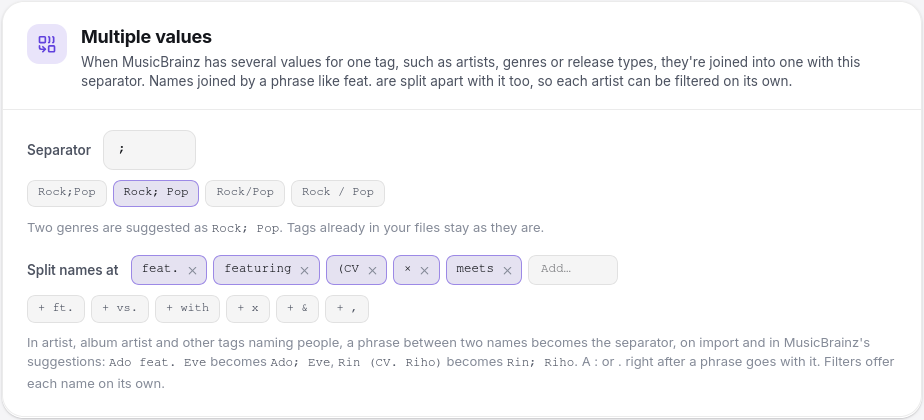 Multiple values
When MusicBrainz has several values for one tag, such as artists, genres or release types, they're joined into one with this
separator. Names joined by a phrase like feat. are split apart with it too, so each artist can be filtered on its own.
Separator ;
Rock;Pop Rock; Pop Rock/Pop Rock / Pop
Two genres are suggested as Rock; Pop. Tags already in your files stay as they are.
Split names at feat. × featuring × (CV × × × meets × Add…
+ ft. + vs. + with + x + & + ,
In artist, album artist and other tags naming people, a phrase between two names becomes the separator, on import and in MusicBrainz's
suggestions: Ado feat. Eve becomes Ado; Eve, Rin (CV. Riho) becomes Rin; Riho. A : or . right after a phrase goes with it. Filters offer
each name on its own.